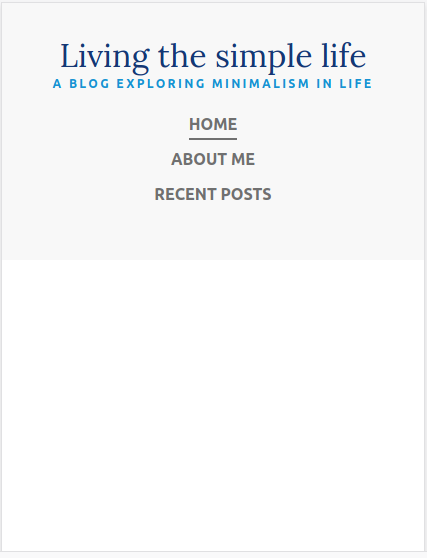 Living the simple life
A BLOG EXPLORING MINIMALISM IN LIFE
HOME
ABOUT ME
RECENT POSTS